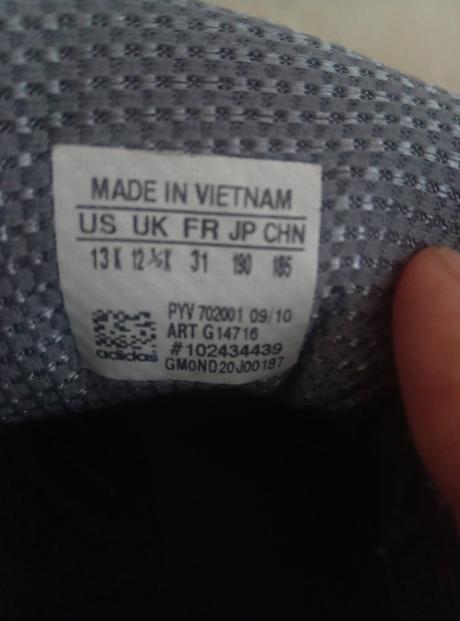 MADE IN VIETNAM
US UK FR JP CHN
13K 12½K 31 190 185
PYV 702001 09/10
ART G14716
#102434439
adidas
GM0ND20J00187